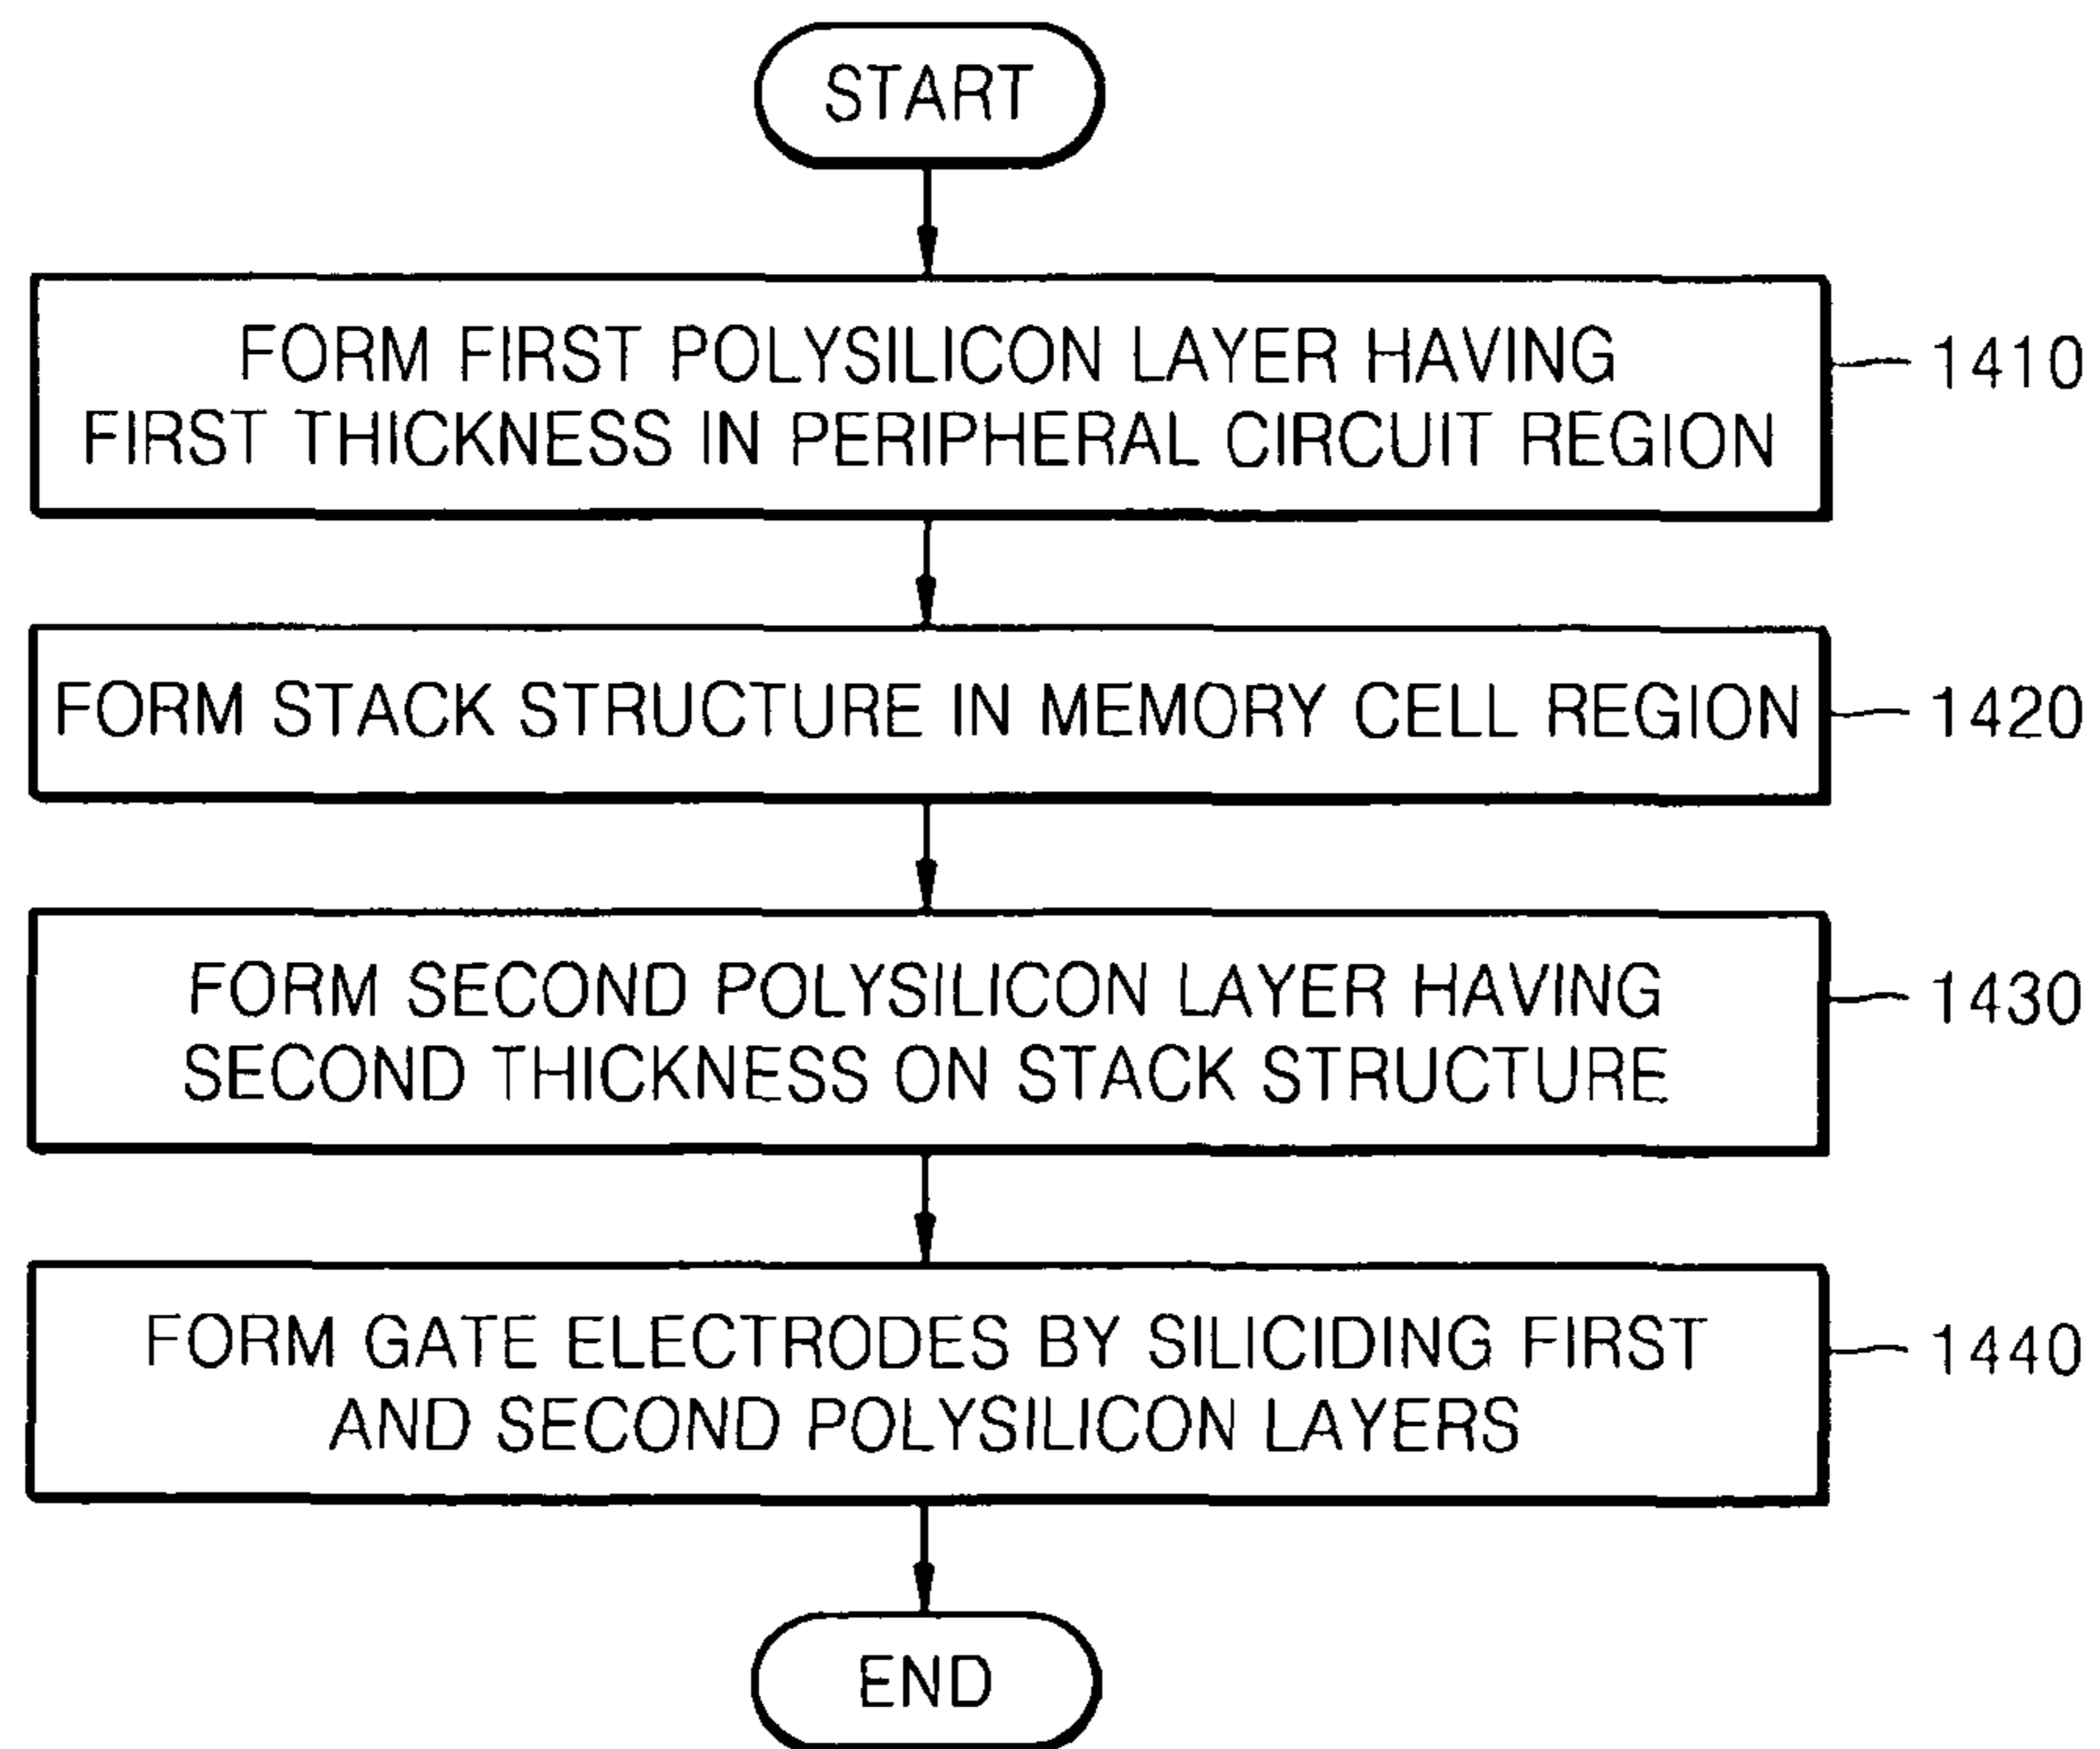 START
FORM FIRST POLYSILICON LAYER HAVING
FIRST THICKNESS IN PERIPHERAL CIRCUIT REGION
1410
FORM STACK STRUCTURE IN MEMORY CELL REGION
1420
FORM SECOND POLYSILICON LAYER HAVING
SECOND THICKNESS ON STACK STRUCTURE
1430
FORM GATE ELECTRODES BY SILICIDING FIRST
AND SECOND POLYSILICON LAYERS
1440
END